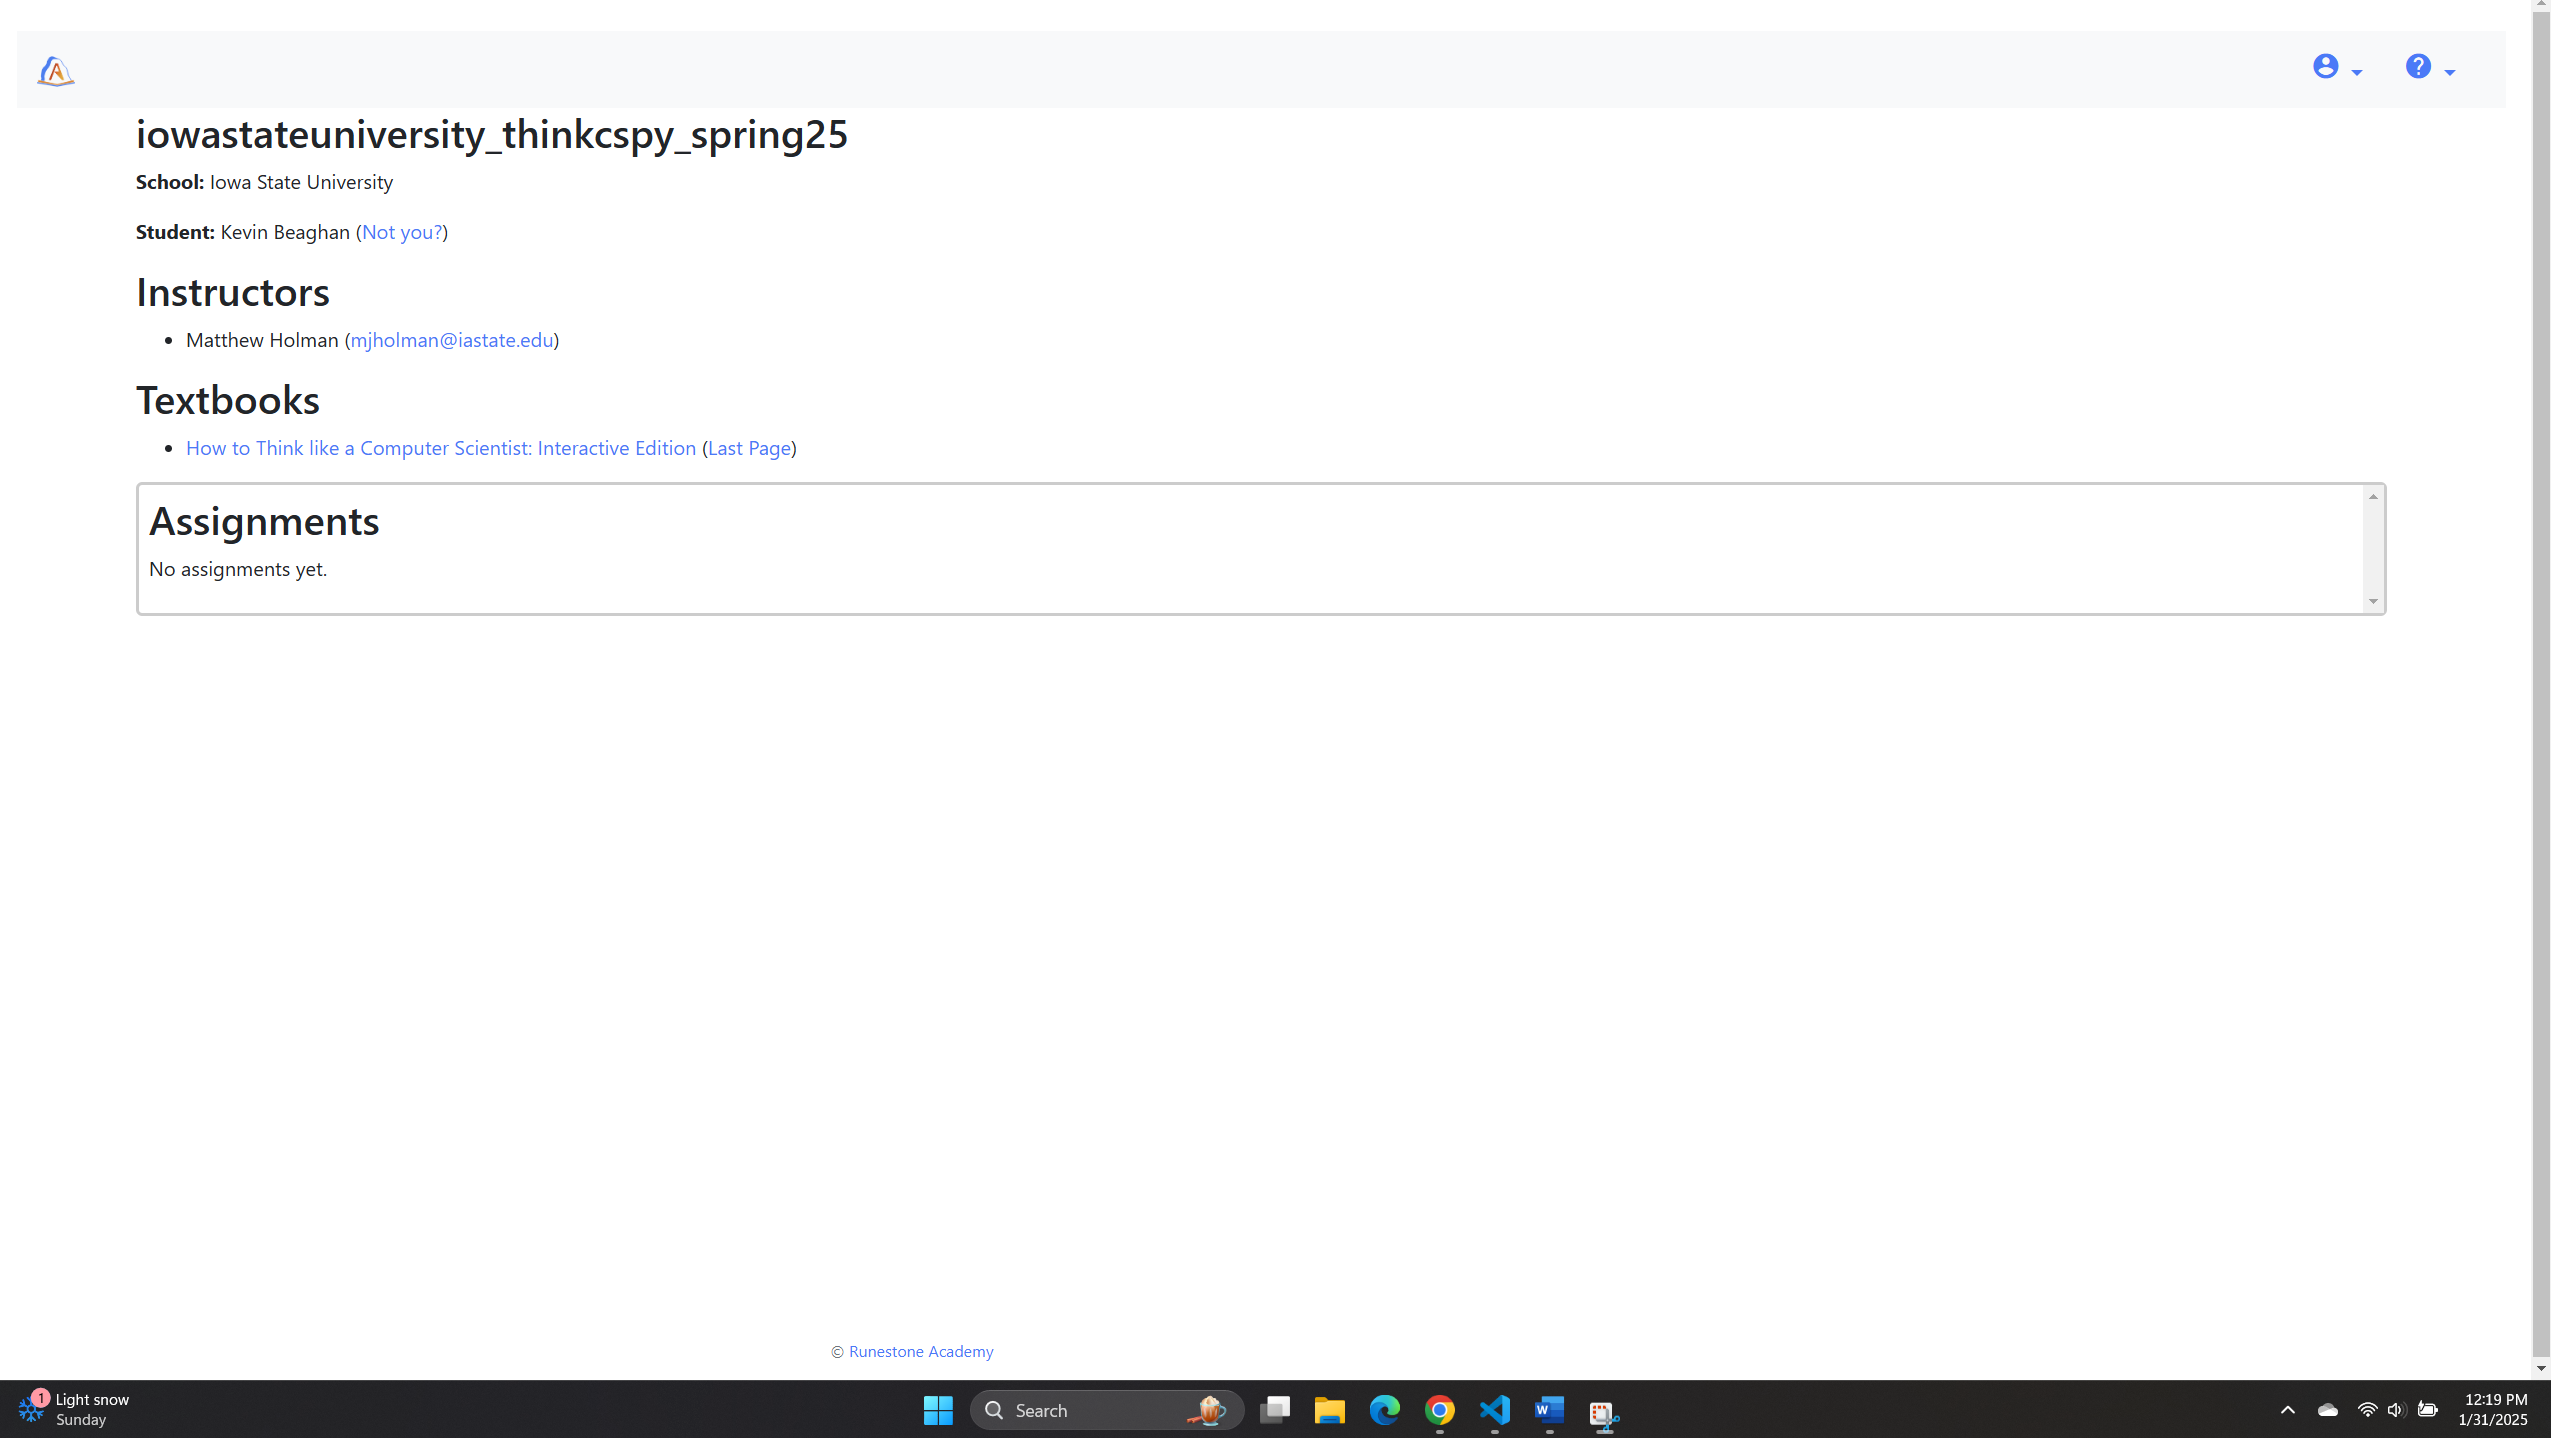 iowastateuniversity_thinkcspy_spring25
School: Iowa State University
Student: Kevin Beaghan (Not you?)
Instructors
• Matthew Holman (mjholman@iastate.edu)
Textbooks
• How to Think like a Computer Scientist: Interactive Edition (Last Page)
Assignments
No assignments yet.
© Runestone Academy
1
Light snow
Sunday
Search
12:19 PM
1/31/2025